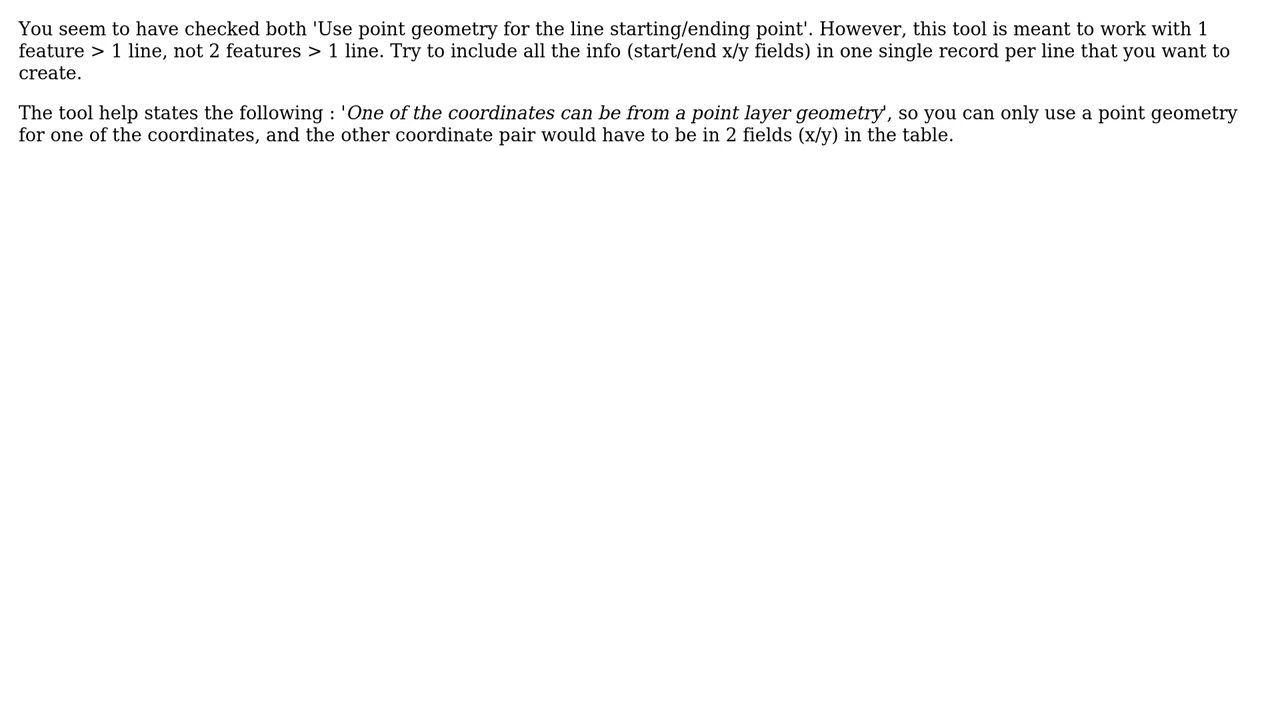 You seem to have checked both 'Use point geometry for the line starting/ending point'. However, this tool is meant to work with 1
feature > 1 line, not 2 features > 1 line. Try to include all the info (start/end x/y fields) in one single record per line that you want to
create.
The tool help states the following : 'One of the coordinates can be from a point layer geometry', so you can only use a point geometry
for one of the coordinates, and the other coordinate pair would have to be in 2 fields (x/y) in the table.